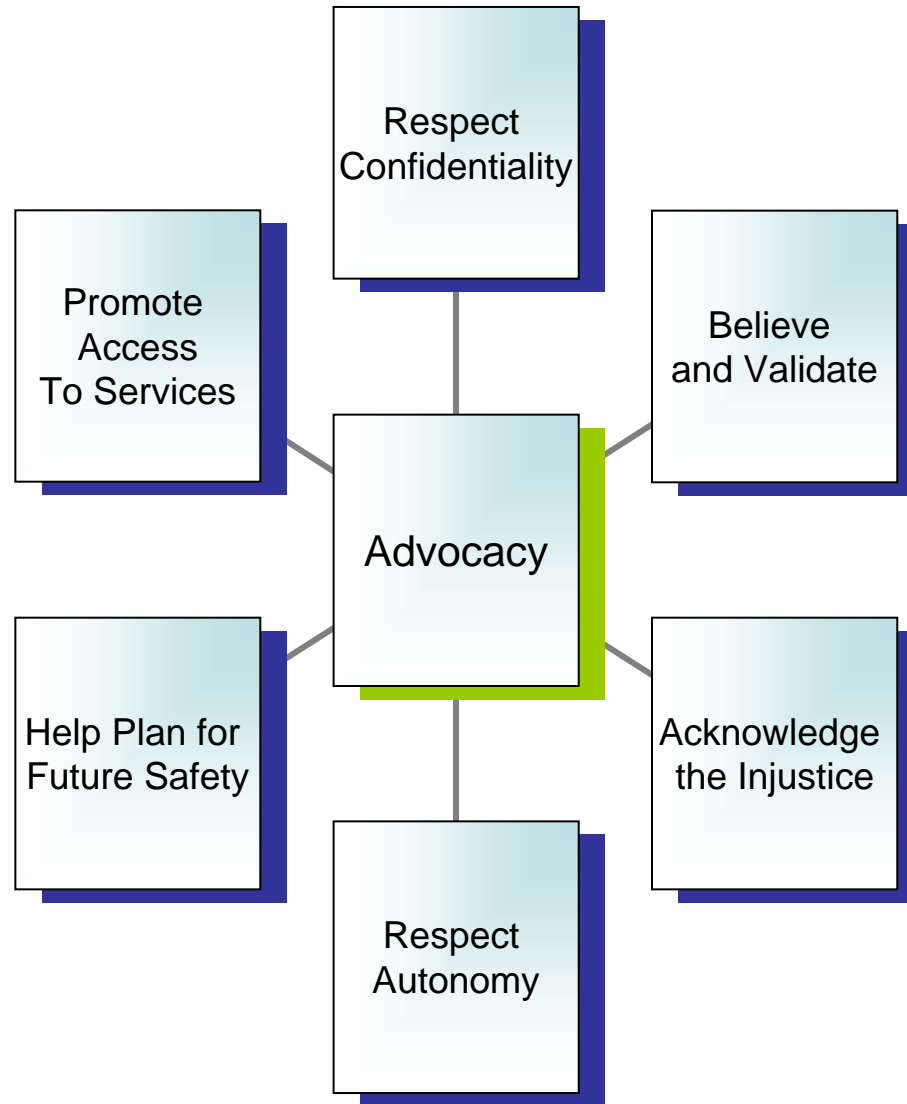 Respect
Confidentiality
Promote
Access
To Services
Believe
and Validate
Advocacy
Help Plan for
Future Safety
Acknowledge
the Injustice
Respect
Autonomy